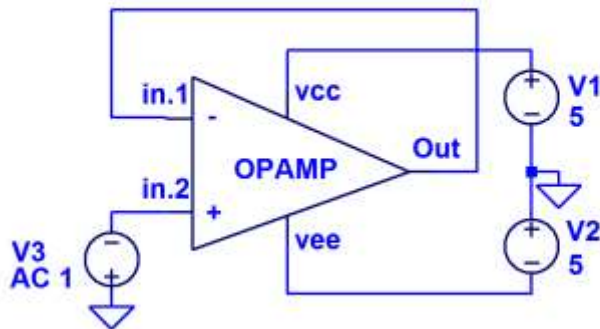 in.1
-
vcc
+
V1
-
5
Out
OPAMP
in.2
+
vee
-
V3
+
AC 1
+
V2
-
5